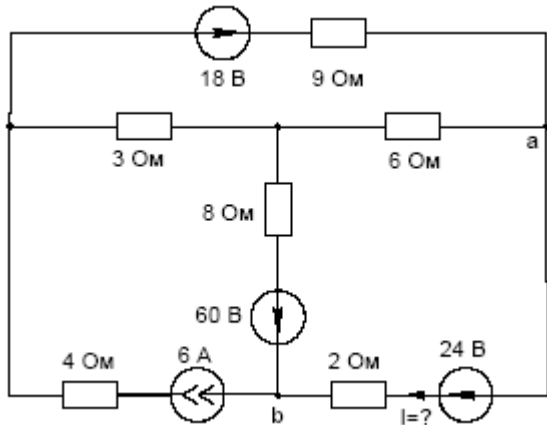 18 В 9 Ом
3 Ом 6 Ом a
8 Ом
60 В
4 Ом 6 А 2 Ом 24 В
b I=?